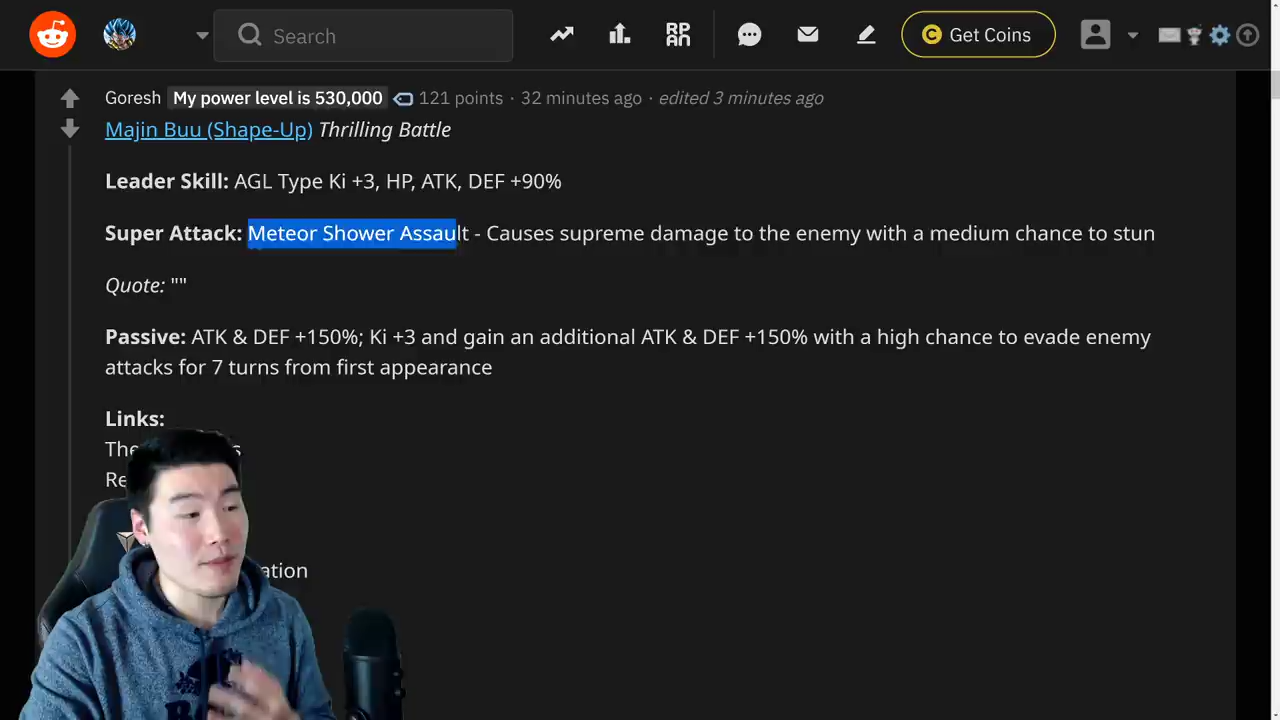 Search
RPAN
Get Coins
Goresh My power level is 530,000 121 points · 32 minutes ago · edited 3 minutes ago
Majin Buu (Shape-Up) Thrilling Battle
Leader Skill: AGL Type Ki +3, HP, ATK, DEF +90%
Super Attack: Meteor Shower Assault - Causes supreme damage to the enemy with a medium chance to stun
Quote: ""
Passive: ATK & DEF +150%; Ki +3 and gain an additional ATK & DEF +150% with a high chance to evade enemy
attacks for 7 turns from first appearance
Links: